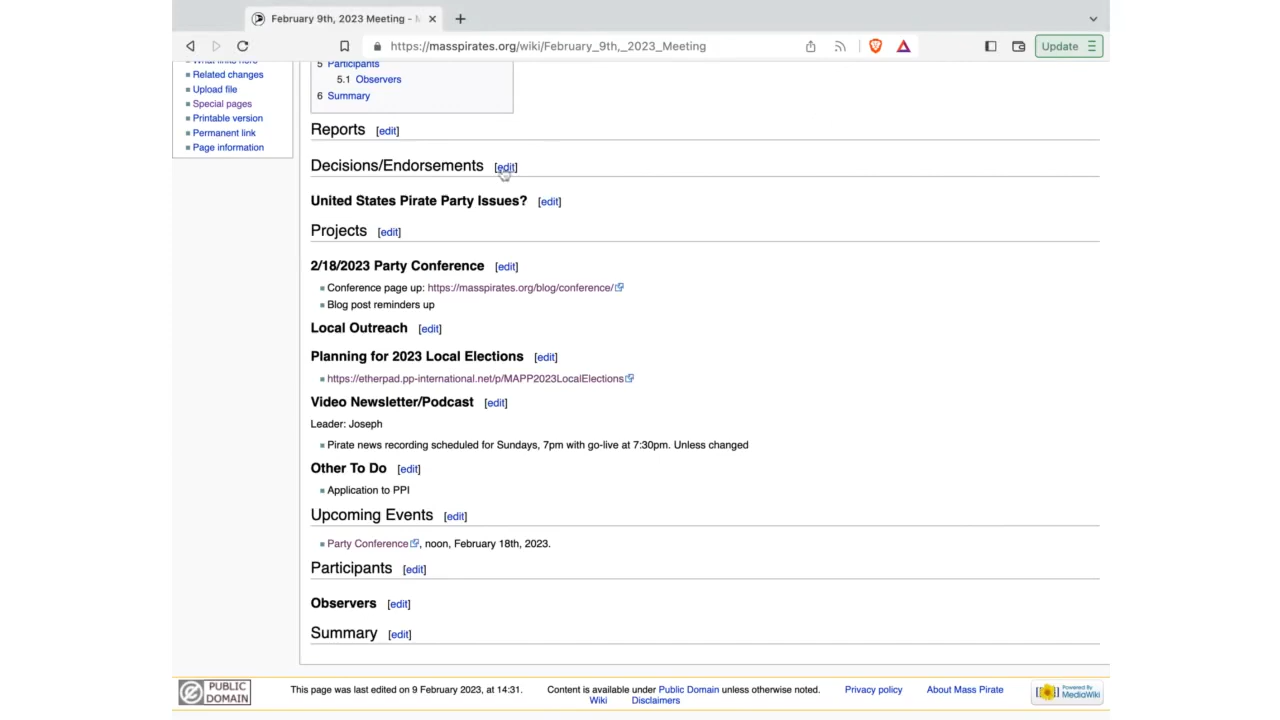 February 9th, 2023 Meeting -
https://masspirates.org/wiki/February_9th,_2023_Meeting
Update
What links here
Related changes
Upload file
Special pages
Printable version
Permanent link
Page information
5 Participants
5.1 Observers
6 Summary
Reports [edit]
Decisions/Endorsements [edit]
United States Pirate Party Issues? [edit]
Projects [edit]
2/18/2023 Party Conference [edit]
Conference page up: https://masspirates.org/blog/conference/
Blog post reminders up
Local Outreach [edit]
Planning for 2023 Local Elections [edit]
https://etherpad.pp-international.net/p/MAPP2023LocalElections
Video Newsletter/Podcast [edit]
Leader: Joseph
Pirate news recording scheduled for Sundays, 7pm with go-live at 7:30pm. Unless changed
Other To Do [edit]
Application to PPI
Upcoming Events [edit]
Party Conference, noon, February 18th, 2023.
Participants [edit]
Observers [edit]
Summary [edit]
PUBLIC
DOMAIN
This page was last edited on 9 February 2023, at 14:31. Content is available under Public Domain unless otherwise noted. Privacy policy About Mass Pirate
Wiki Disclaimers
Powered By
MediaWiki